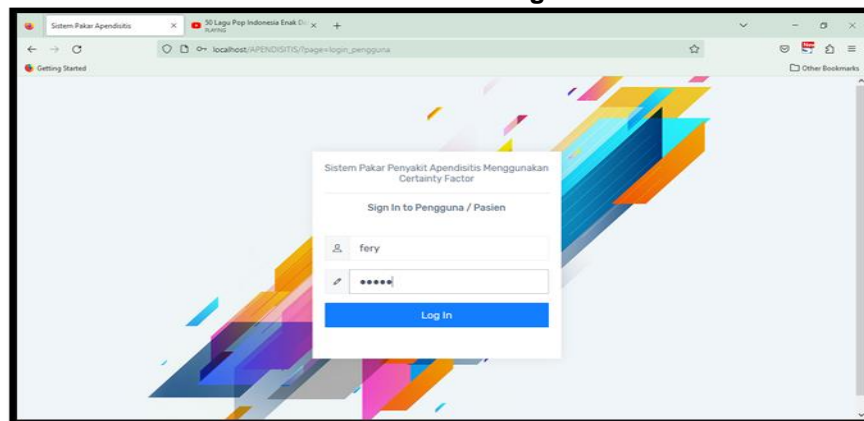 Sistem Pakar Apendisitis
50 Lagu Pop Indonesia Enak Di
PLAYING
localhost/APENDISITIS/?page=login_pengguna
New
Getting Started
Other Bookmarks
Sistem Pakar Penyakit Apendisitis Menggunakan
Certainty Factor
Sign In to Pengguna / Pasien
fery
Log In